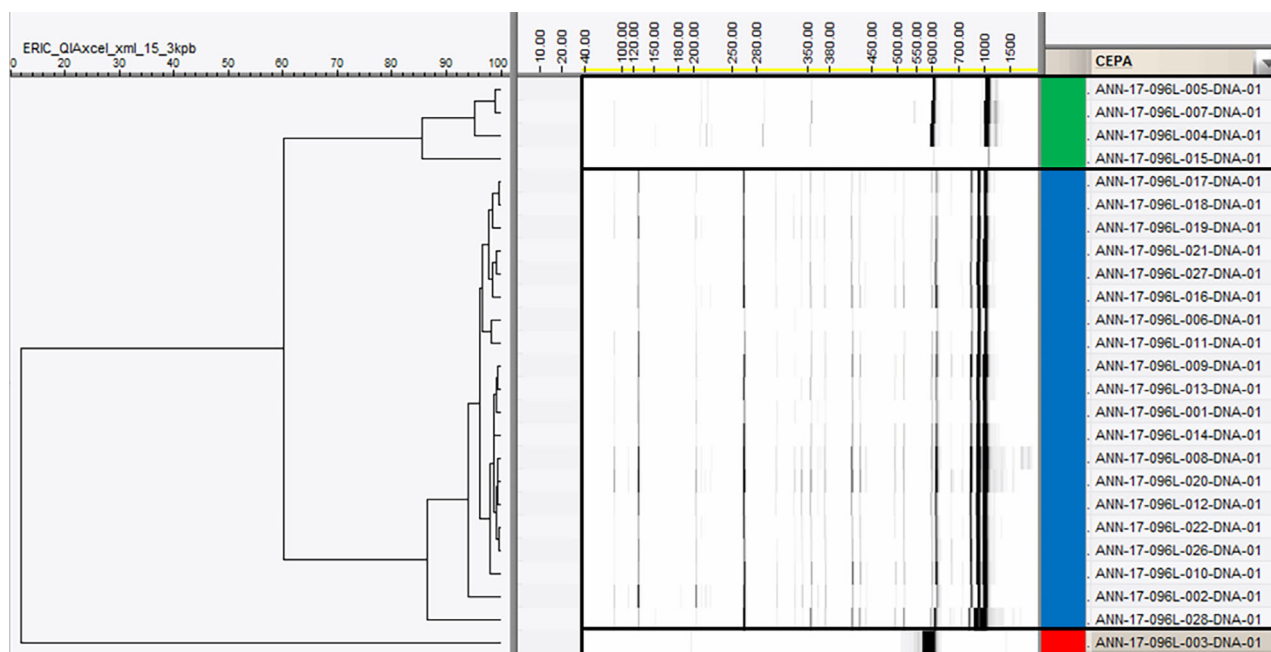 ERIC_QIAxcel_xml_15_3kpb
0 10 20 30 40 50 60 70 80 90 100
10.00 20.00 40.00 100.00 120.00 150.00 180.00 200.00 250.00 280.00 350.00 380.00 450.00 500.00 550.00 600.00 700.00 1000 1500
CEPA
. ANN-17-096L-005-DNA-01
. ANN-17-096L-007-DNA-01
. ANN-17-096L-004-DNA-01
. ANN-17-096L-015-DNA-01
. ANN-17-096L-017-DNA-01
. ANN-17-096L-018-DNA-01
. ANN-17-096L-019-DNA-01
. ANN-17-096L-021-DNA-01
. ANN-17-096L-027-DNA-01
. ANN-17-096L-016-DNA-01
. ANN-17-096L-006-DNA-01
. ANN-17-096L-011-DNA-01
. ANN-17-096L-009-DNA-01
. ANN-17-096L-013-DNA-01
. ANN-17-096L-001-DNA-01
. ANN-17-096L-014-DNA-01
. ANN-17-096L-008-DNA-01
. ANN-17-096L-020-DNA-01
. ANN-17-096L-012-DNA-01
. ANN-17-096L-022-DNA-01
. ANN-17-096L-026-DNA-01
. ANN-17-096L-010-DNA-01
. ANN-17-096L-002-DNA-01
. ANN-17-096L-028-DNA-01
. ANN-17-096L-003-DNA-01